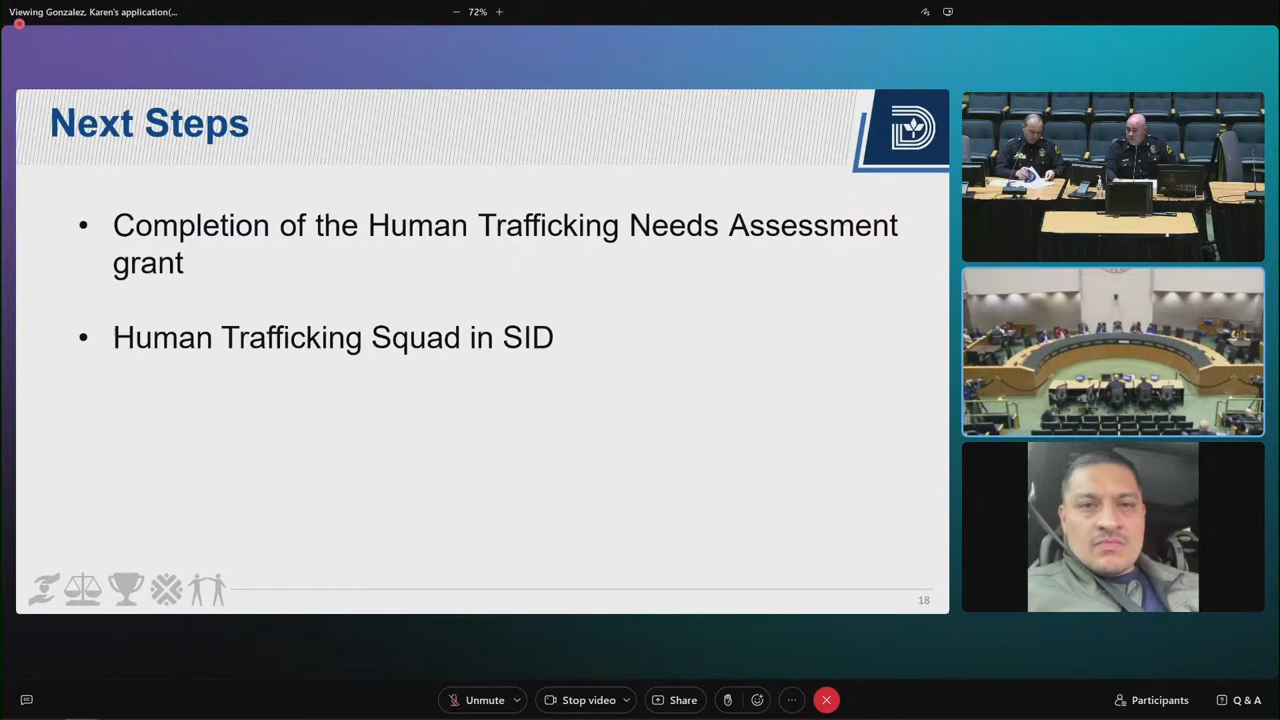 Viewing Gonzalez, Karen's application(...
72%
Next Steps
• Completion of the Human Trafficking Needs Assessment
grant
• Human Trafficking Squad in SID
18
Unmute
Stop video
Share
Participants
Q & A